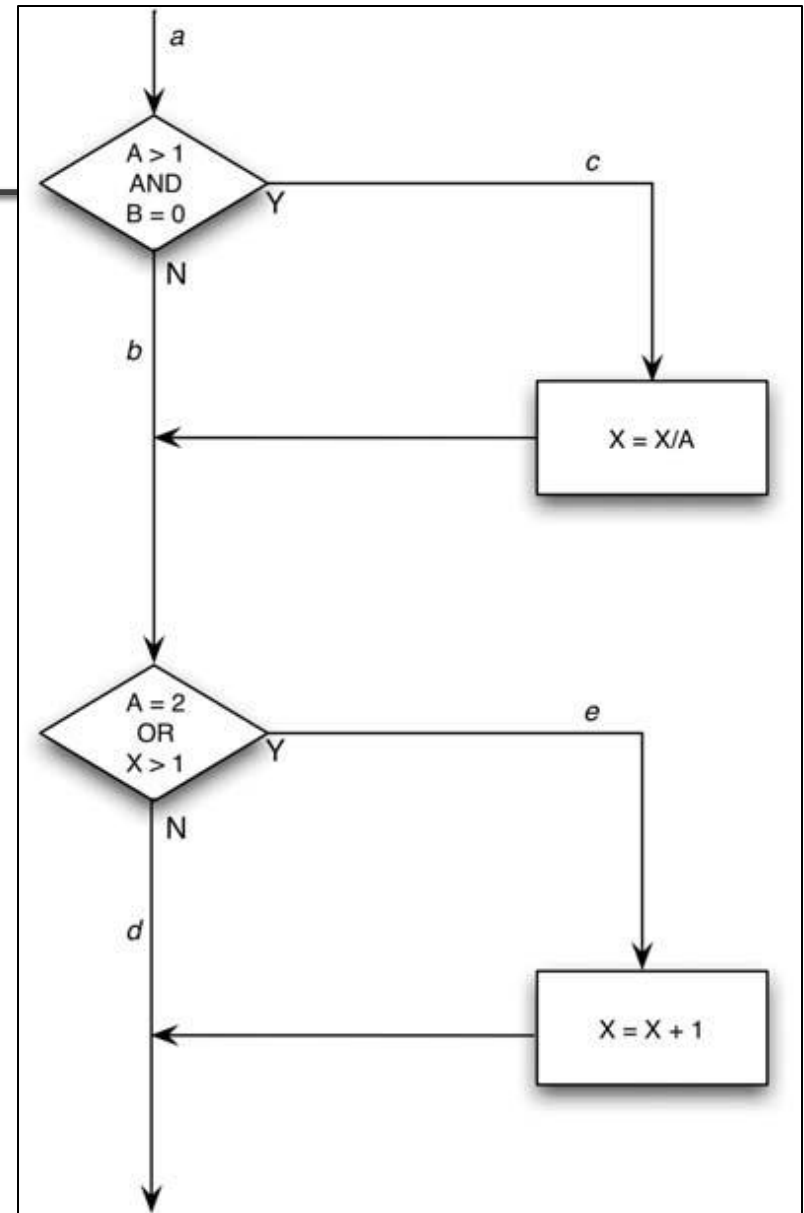 a
A > 1
AND
B = 0
Y
c
N
b
X = X/A
A = 2
OR
X > 1
Y
e
N
d
X = X + 1